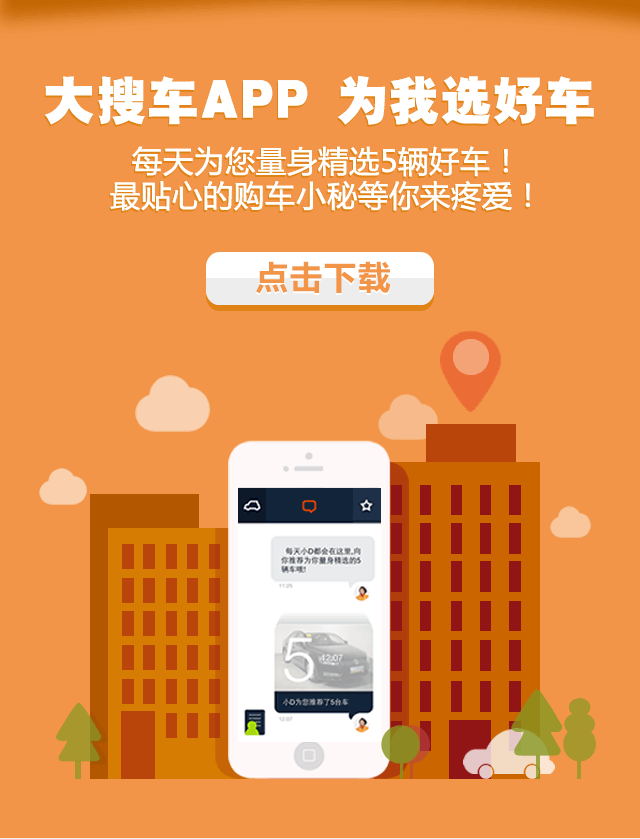 大搜车APP 为我选好车
每天为您量身精选5辆好车！
最贴心的购车小秘等你来疼爱！
点击下载
每天小D都会在这里,向
你推荐为你量身精选的5
辆车哦!
11:25
5
12:07
小D为您推荐了5台车
12:07